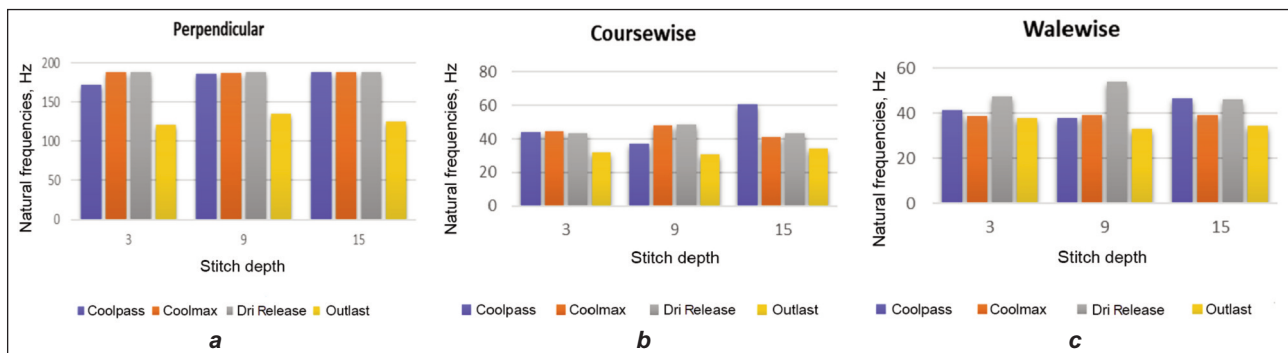 Perpendicular
Natural frequencies, Hz
200
150
100
50
0
3 9 15
Stitch depth
Coolpass Coolmax Dri Release Outlast
a
Coursewise
Natural frequencies, Hz
80
60
40
20
0
3 9 15
Stitch depth
Coolpass Coolmax Dri Release Outlast
b
Walewise
Natural frequencies, Hz
60
40
20
0
3 9 15
Stitch depth
Coolpass Coolmax Dri Release Outlast
c